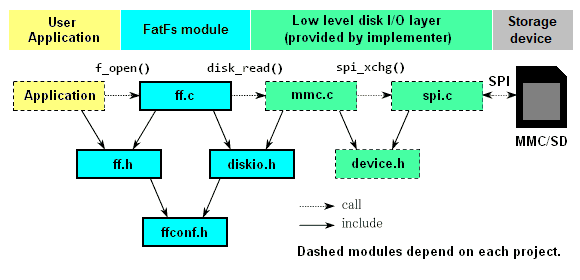 User
Application
FatFs module
Low level disk I/O layer
(provided by implementer)
Storage
device
f_open()
disk_read()
spi_xchg()
Application
ff.c
mmc.c
spi.c
SPI
MMC/SD
ff.h
diskio.h
device.h
call
include
ffconf.h
Dashed modules depend on each project.